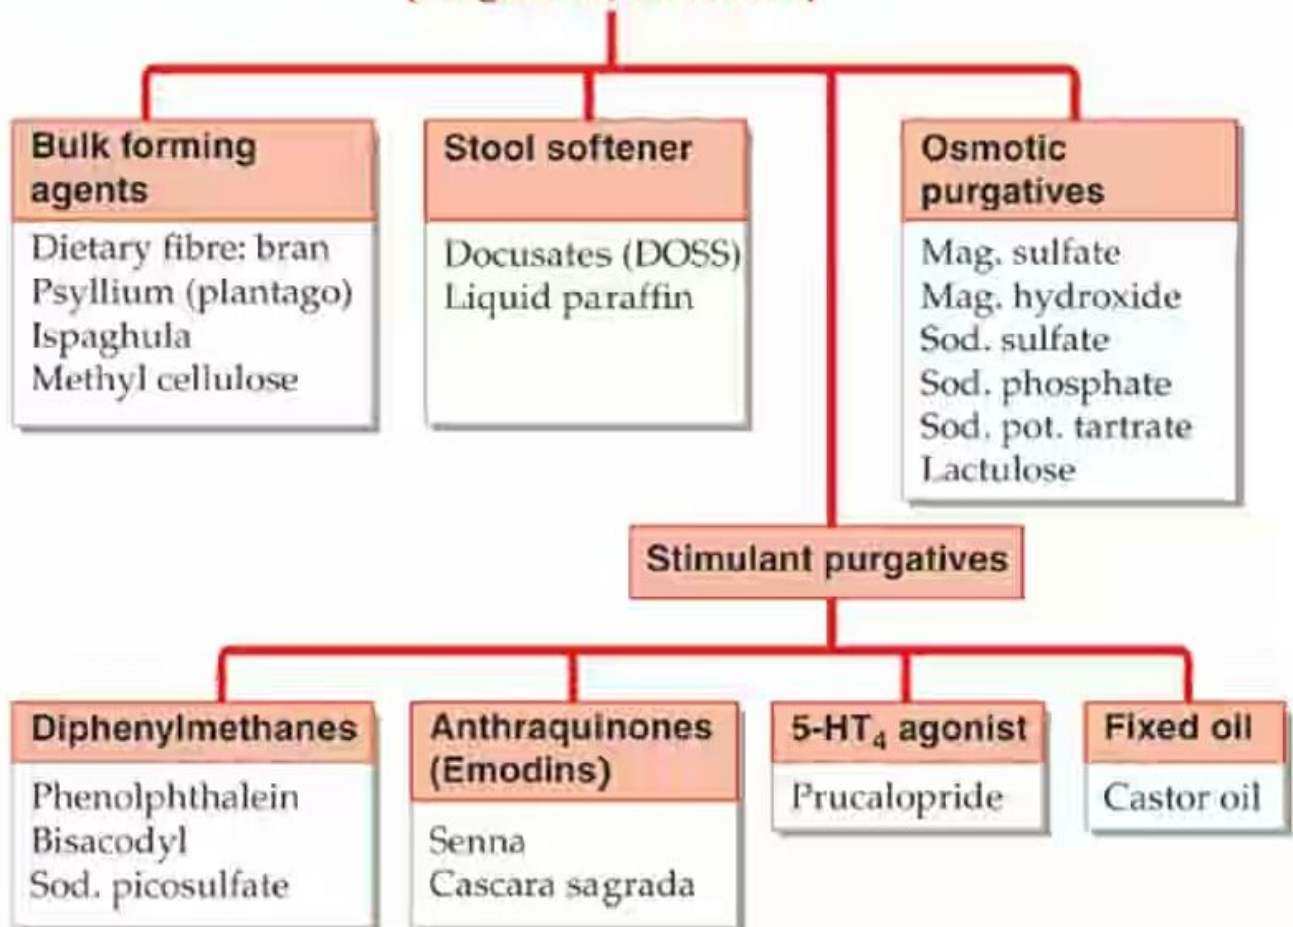 Bulk forming
agents
Dietary fibre: bran
Psyllium (plantago)
Ispaghula
Methyl cellulose
Stool softener
Docusates (DOSS)
Liquid paraffin
Osmotic
purgatives
Mag. sulfate
Mag. hydroxide
Sod. sulfate
Sod. phosphate
Sod. pot. tartrate
Lactulose
Stimulant purgatives
Diphenylmethanes
Phenolphthalein
Bisacodyl
Sod. picosulfate
Anthraquinones
(Emodins)
Senna
Cascara sagrada
5-HT₄ agonist
Prucalopride
Fixed oil
Castor oil